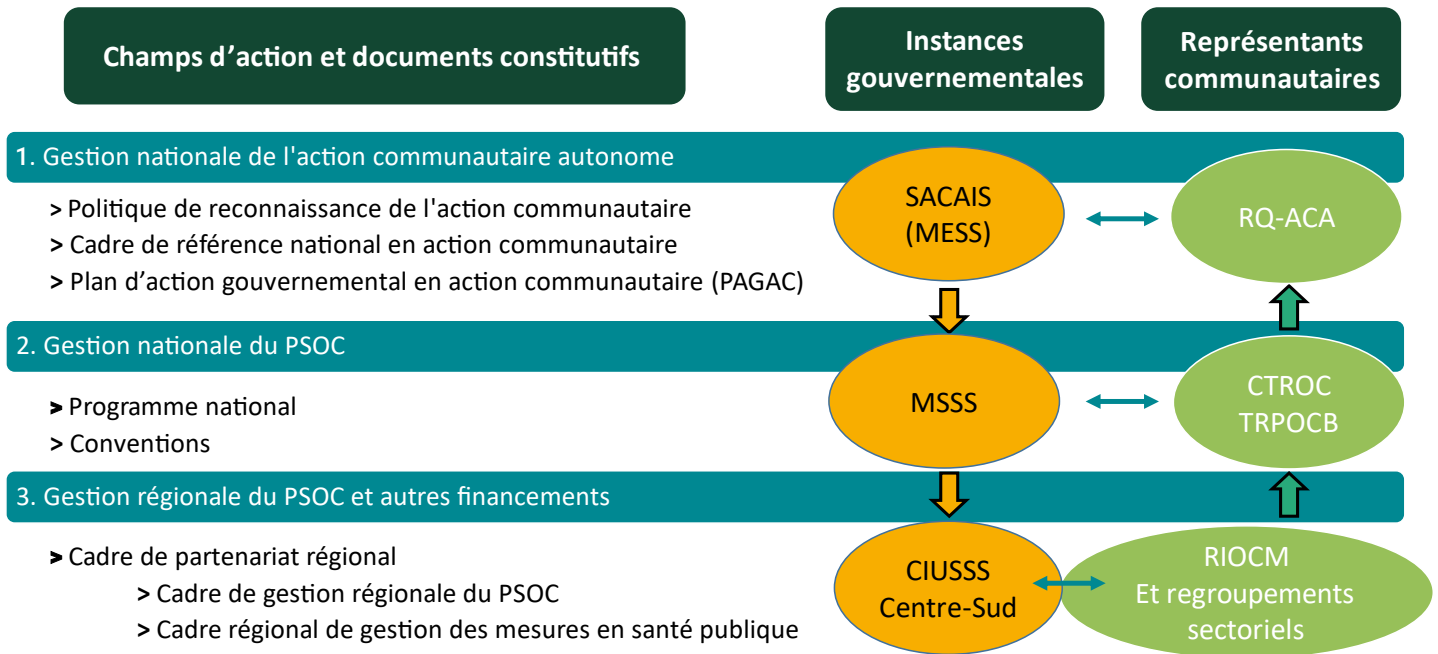 Champs d’action et documents constitutifs
Instances
gouvernementales
Représentants
communautaires
1. Gestion nationale de l'action communautaire autonome
> Politique de reconnaissance de l'action communautaire
> Cadre de référence national en action communautaire
> Plan d’action gouvernemental en action communautaire (PAGAC)
SACAIS
(MESS)
RQ-ACA
2. Gestion nationale du PSOC
> Programme national
> Conventions
MSSS
CTROC
TRPOCB
3. Gestion régionale du PSOC et autres financements
> Cadre de partenariat régional
> Cadre de gestion régionale du PSOC
> Cadre régional de gestion des mesures en santé publique
CIUSSS
Centre-Sud
RIOCM
Et regroupements
sectoriels